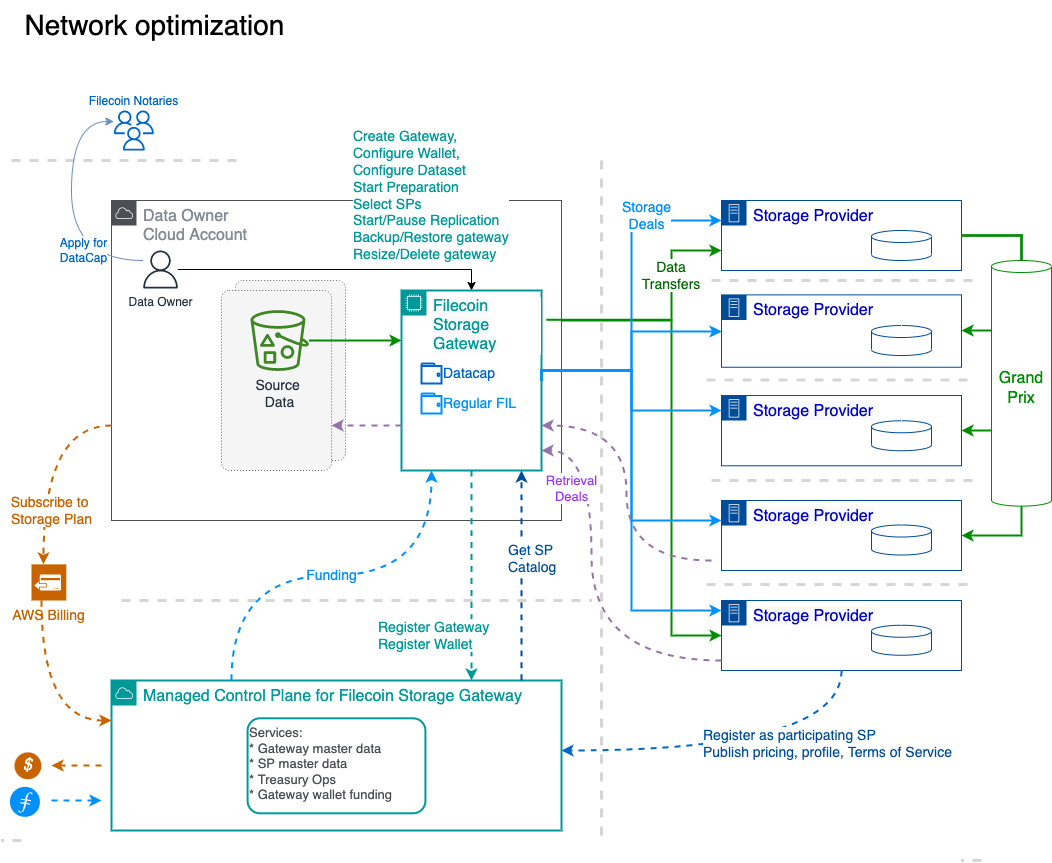 Network optimization
Filecoin Notaries
Create Gateway,
Configure Wallet,
Configure Dataset
Start Preparation
Select SPs
Start/Pause Replication
Backup/Restore gateway
Resize/Delete gateway
Data Owner
Cloud Account
Apply for
DataCap
Data Owner
Source
Data
Filecoin
Storage
Gateway
Datacap
Regular FIL
Storage
Deals
Data
Transfers
Storage Provider
Storage Provider
Storage Provider
Storage Provider
Storage Provider
Grand
Prix
Retrieval
Deals
Subscribe to
Storage Plan
AWS Billing
Funding
Get SP
Catalog
Register Gateway
Register Wallet
Managed Control Plane for Filecoin Storage Gateway
Services:
* Gateway master data
* SP master data
* Treasury Ops
* Gateway wallet funding
Register as participating SP
Publish pricing, profile, Terms of Service
$